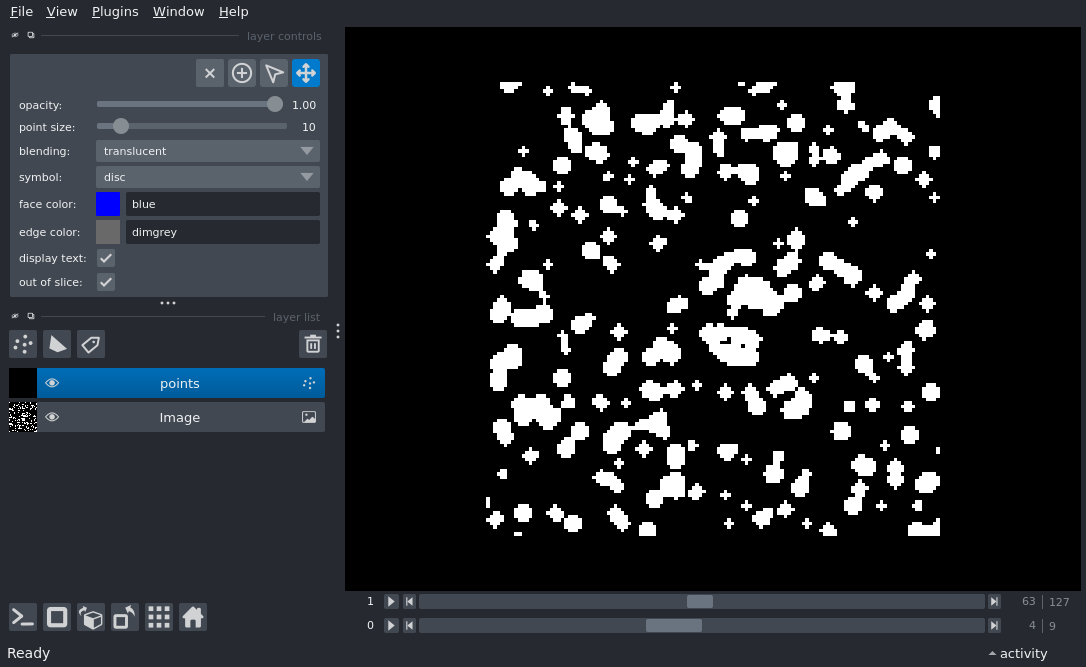 File View Plugins Window Help
layer controls
opacity: 1.00
point size: 10
blending: translucent
symbol: disc
face color: blue
edge color: dimgrey
display text:
out of slice:
layer list
points
Image
1 63 127
0 4 9
Ready activity